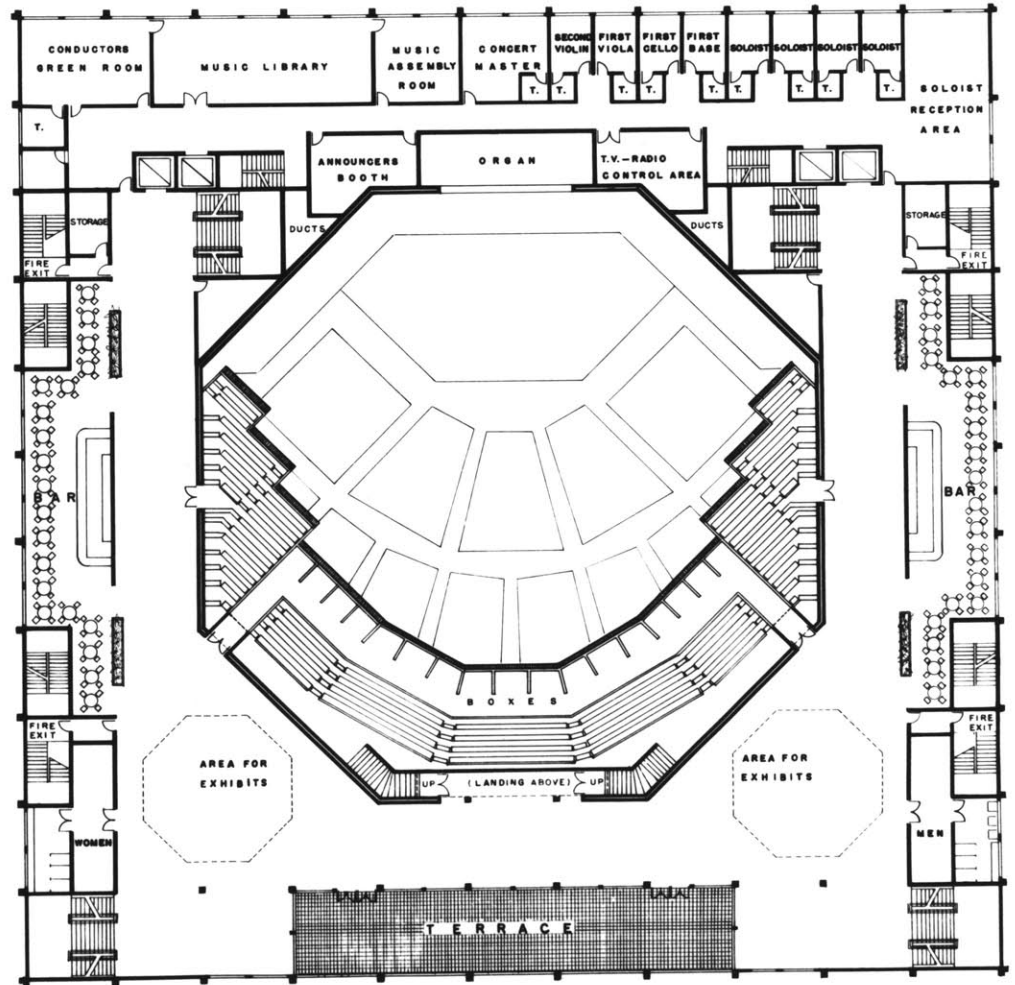 CONDUCTORS
GREEN ROOM
MUSIC LIBRARY
MUSIC
ASSEMBLY
ROOM
CONCERT
MASTER
SECOND
VIOLIN
FIRST
VIOLA
FIRST
CELLO
FIRST
BASE
SOLOIST
SOLOIST
SOLOIST
SOLOIST
T.
T.
T.
T.
T.
T.
T.
T.
T.
SOLOIST
RECEPTION
AREA
T.
ANNOUNCERS
BOOTH
ORGAN
T.V.—RADIO
CONTROL AREA
STORAGE
DUCTS
DUCTS
STORAGE
FIRE
EXIT
FIRE
EXIT
BAR
BAR
BOXES
FIRE
EXIT
FIRE
EXIT
AREA FOR
EXHIBITS
AREA FOR
EXHIBITS
UP
(LANDING ABOVE)
UP
WOMEN
MEN
TERRACE